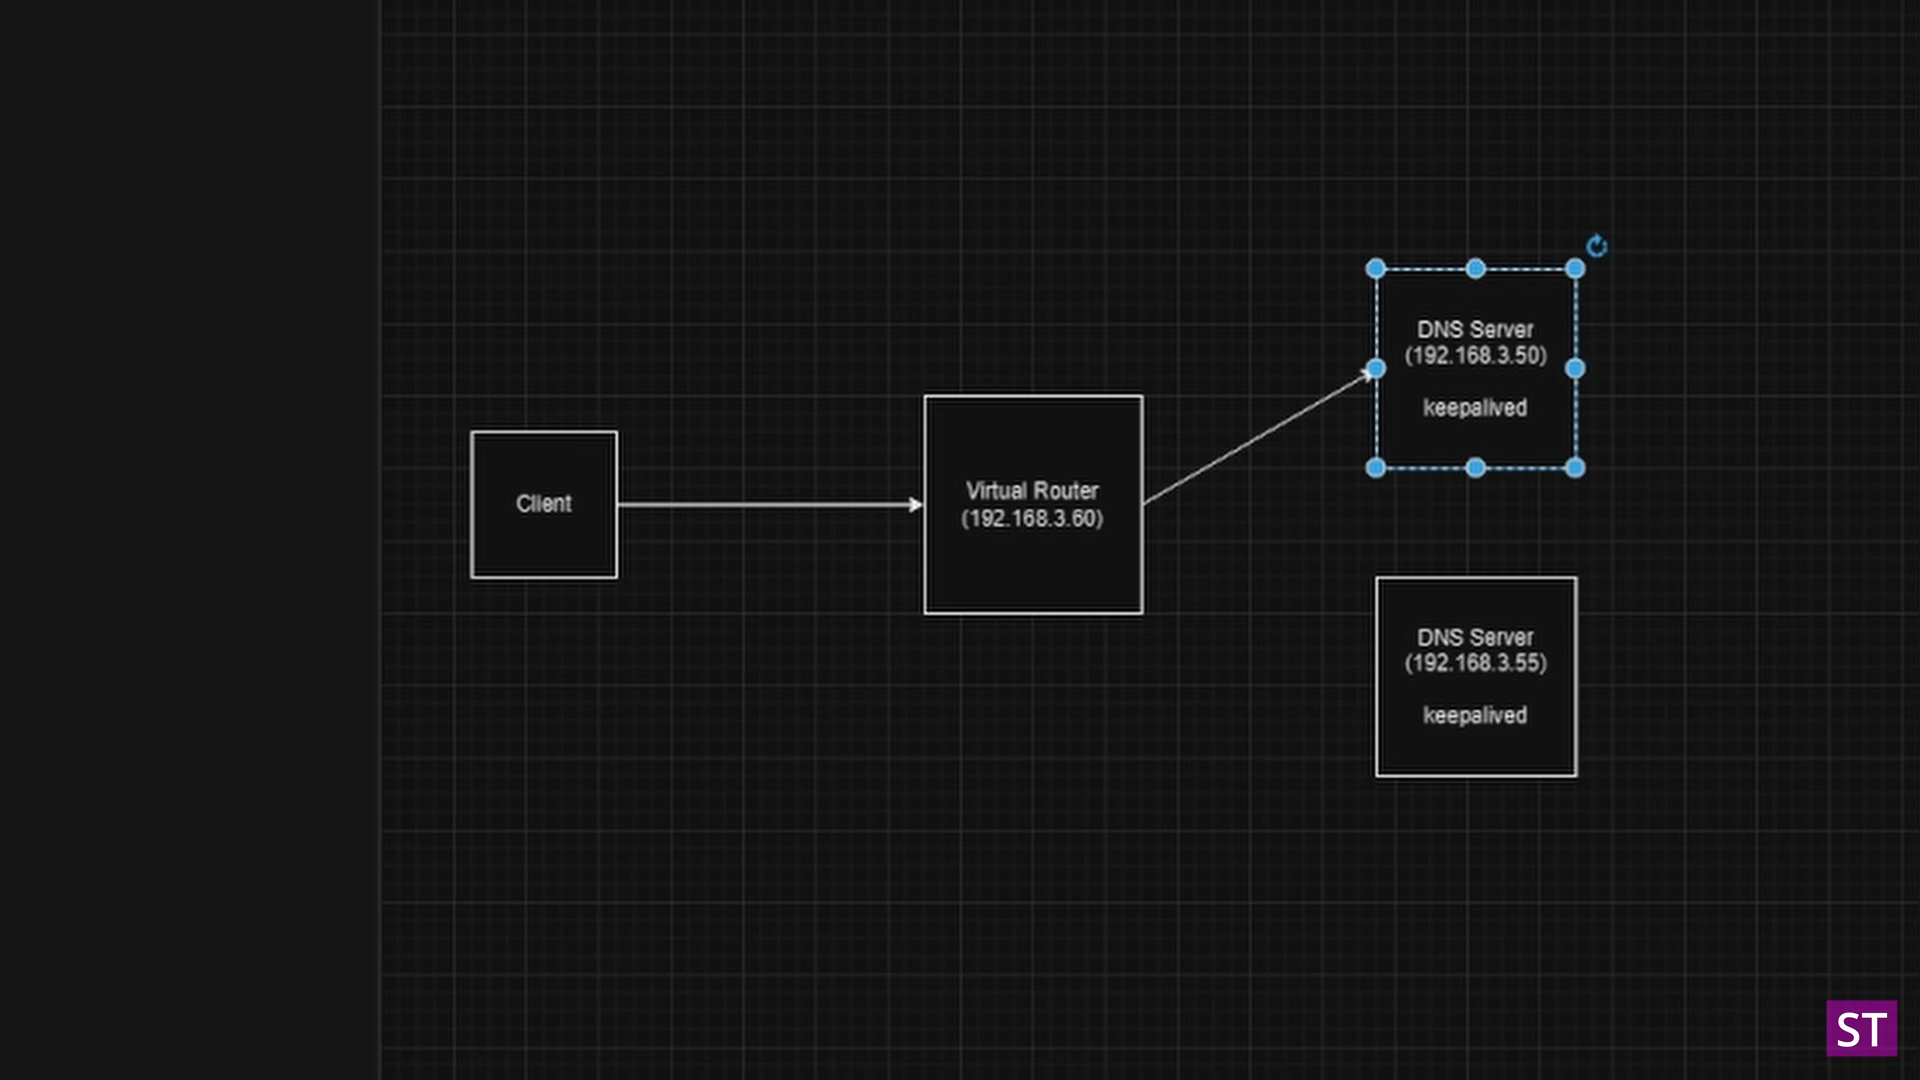 Client
Virtual Router
(192.168.3.60)
DNS Server
(192.168.3.50)
keepalived
DNS Server
(192.168.3.55)
keepalived
ST